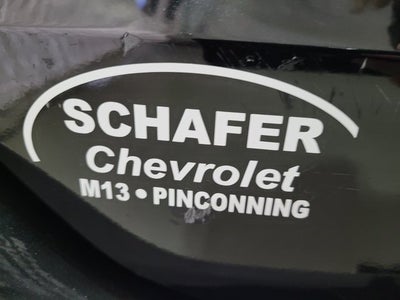 SCHAFER
Chevrolet
M13 • PINCONNING